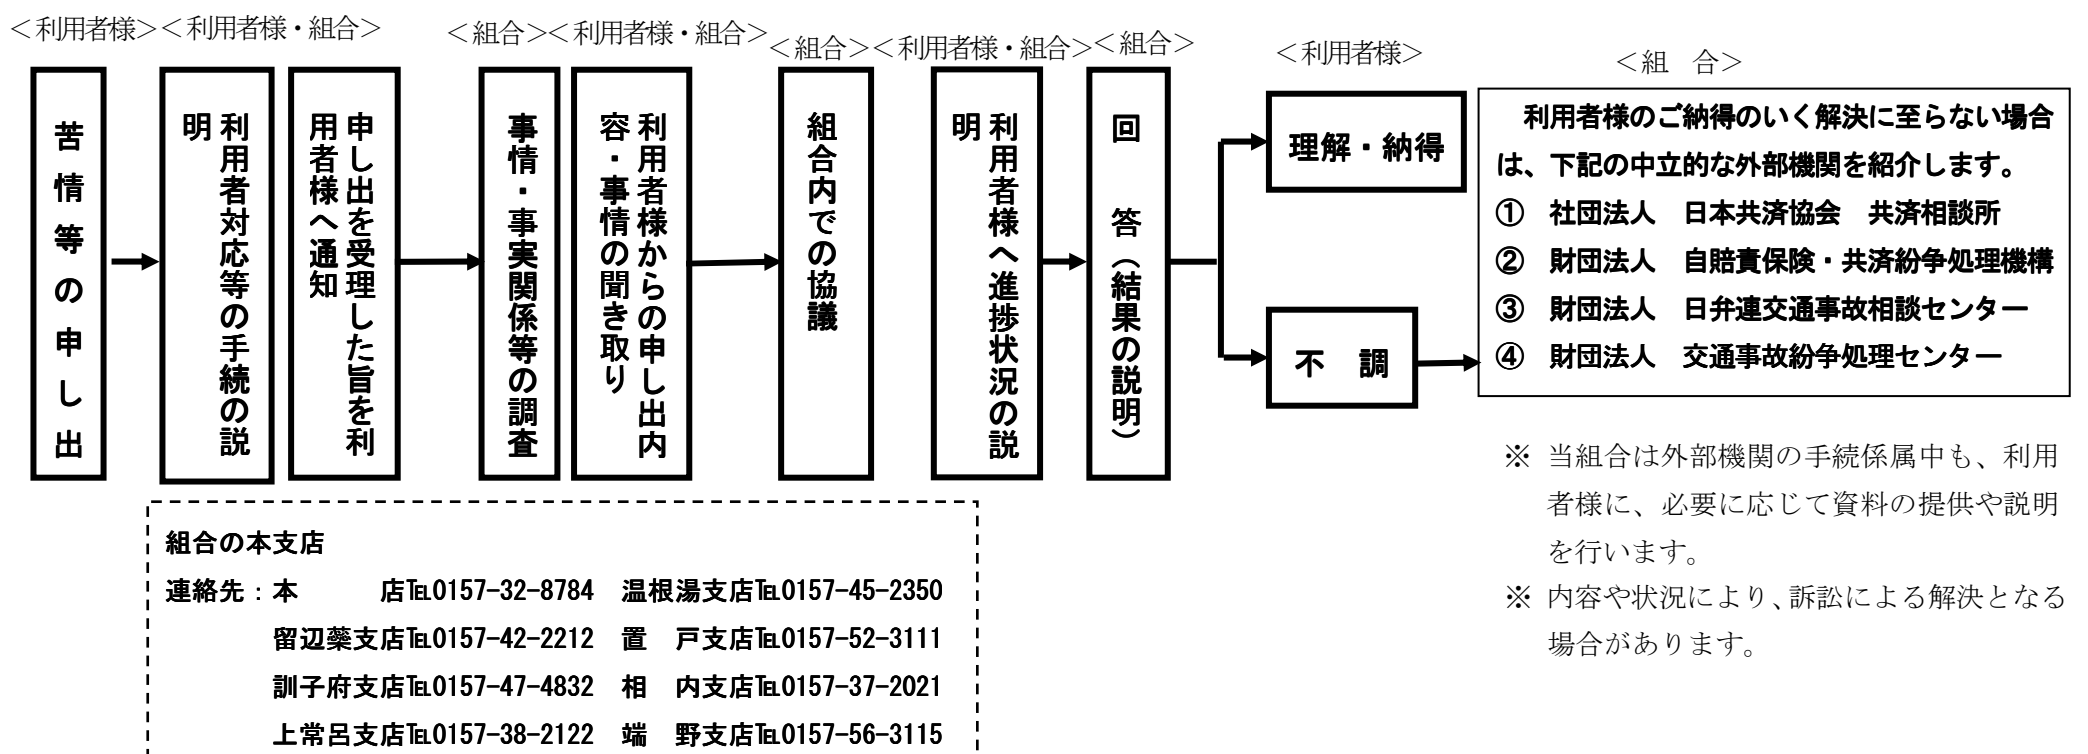 ＜利用者様＞＜利用者様・組合＞
＜組合＞＜利用者様・組合＞
＜組合＞＜利用者様・組合＞＜組合＞
＜利用者様＞
＜組　合＞
苦情等の申し出
利用者対応等の手続の説
明
申し出を受理した旨を利
用者様へ通知
事情・事実関係等の調査
利用者様からの申し出内
容・事情の聞き取り
組合内での協議
利用者様へ進捗状況の説
明
回　答（結果の説明）
理解・納得
不　調
利用者様のご納得のいく解決に至らない場合
は、下記の中立的な外部機関を紹介します。
①　社団法人　日本共済協会　共済相談所
②　財団法人　自賠責保険・共済紛争処理機構
③　財団法人　日弁連交通事故相談センター
④　財団法人　交通事故紛争処理センター
※　当組合は外部機関の手続係属中も、利用
者様に、必要に応じて資料の提供や説明
を行います。
※　内容や状況により、訴訟による解決となる
場合があります。
組合の本支店
連絡先：本　　　店℡0157-32-8784　温根湯支店℡0157-45-2350
留辺蘂支店℡0157-42-2212　置　戸支店℡0157-52-3111
訓子府支店℡0157-47-4832　相　内支店℡0157-37-2021
上常呂支店℡0157-38-2122　端　野支店℡0157-56-3115